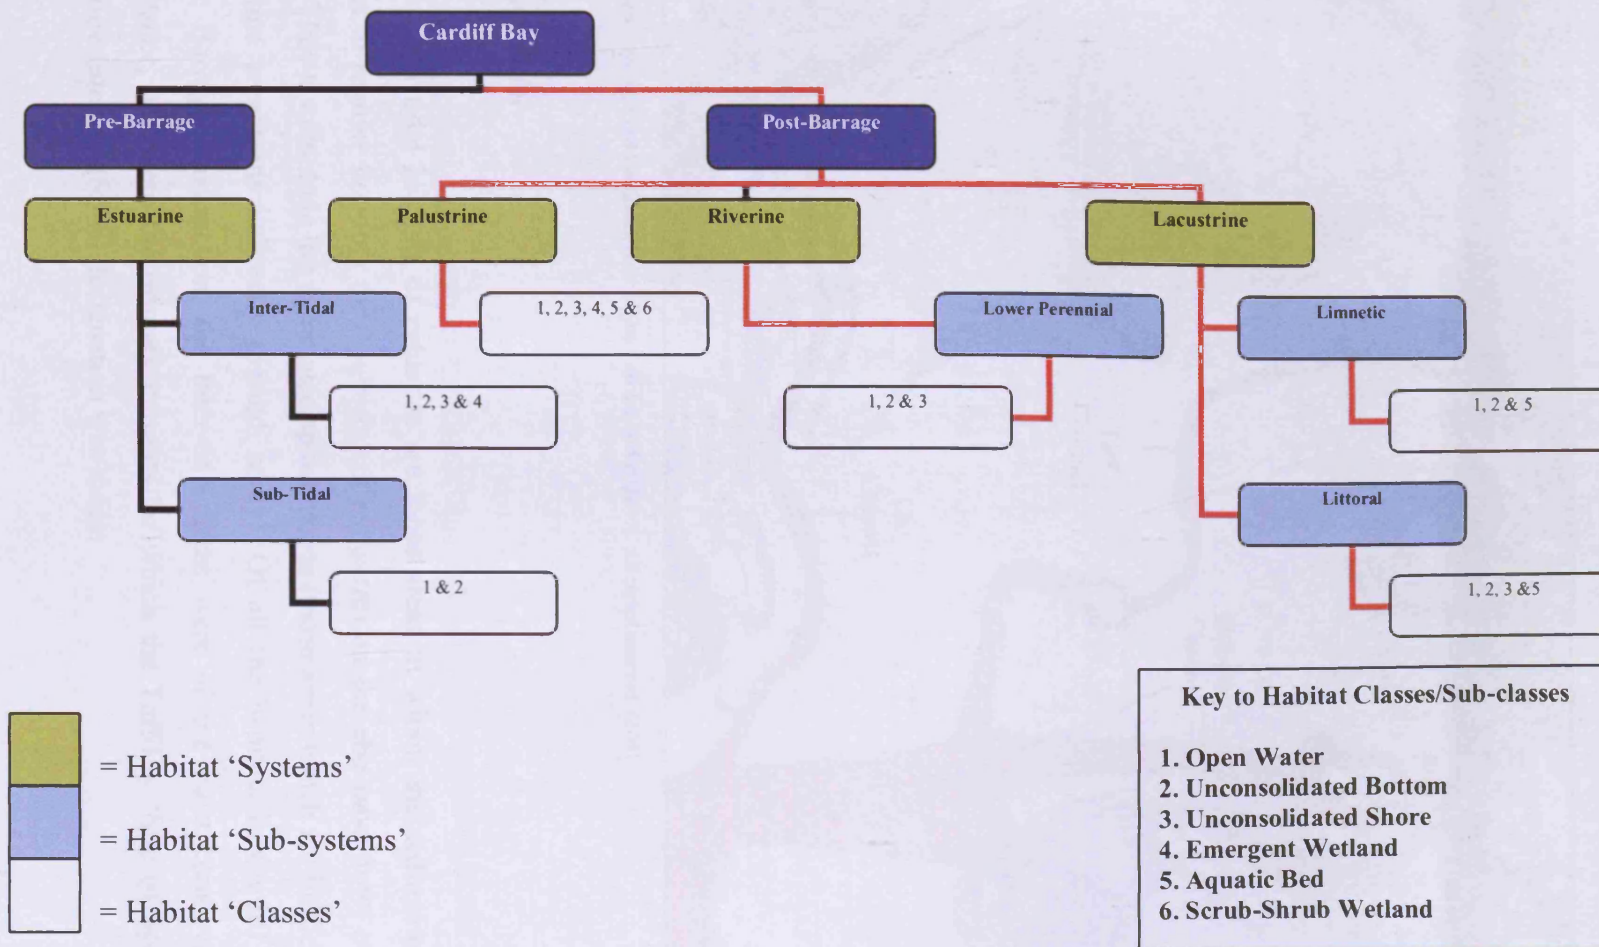 Cardiff Bay
Pre-Barrage
Post-Barrage
Estuarine
Palustrine
Riverine
Lacustrine
Inter-Tidal
1, 2, 3, 4, 5 & 6
Lower Perennial
Limnetic
1, 2, 3 & 4
1, 2 & 3
1, 2 & 5
Sub-Tidal
Littoral
1 & 2
1, 2, 3 &5
= Habitat ‘Systems’
= Habitat ‘Sub-systems’
= Habitat ‘Classes’
Key to Habitat Classes/Sub-classes
1. Open Water
2. Unconsolidated Bottom
3. Unconsolidated Shore
4. Emergent Wetland
5. Aquatic Bed
6. Scrub-Shrub Wetland